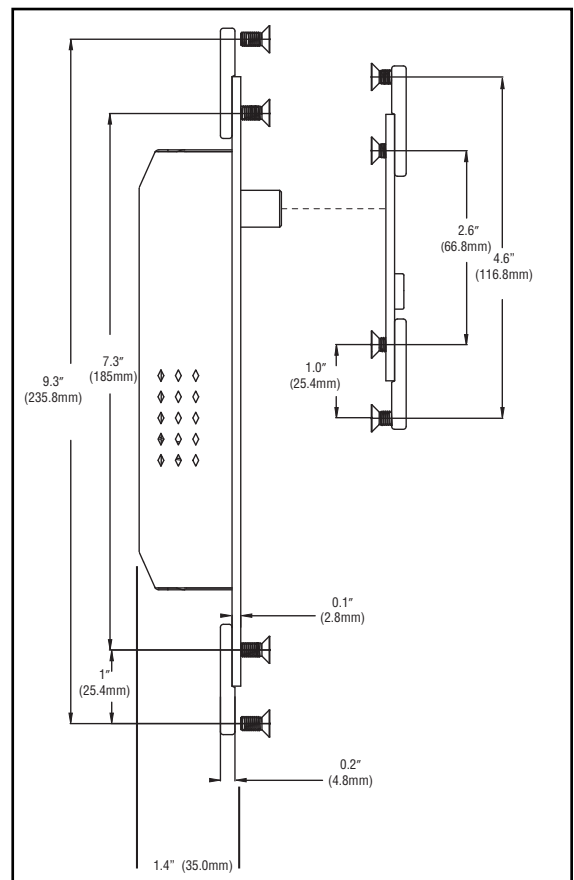 2.6”
(66.8mm)
4.6”
(116.8mm)
7.3”
(185mm)
1.0”
(25.4mm)
9.3”
(235.8mm)
0.1”
(2.8mm)
1”
(25.4mm)
0.2”
(4.8mm)
1.4” (35.0mm)